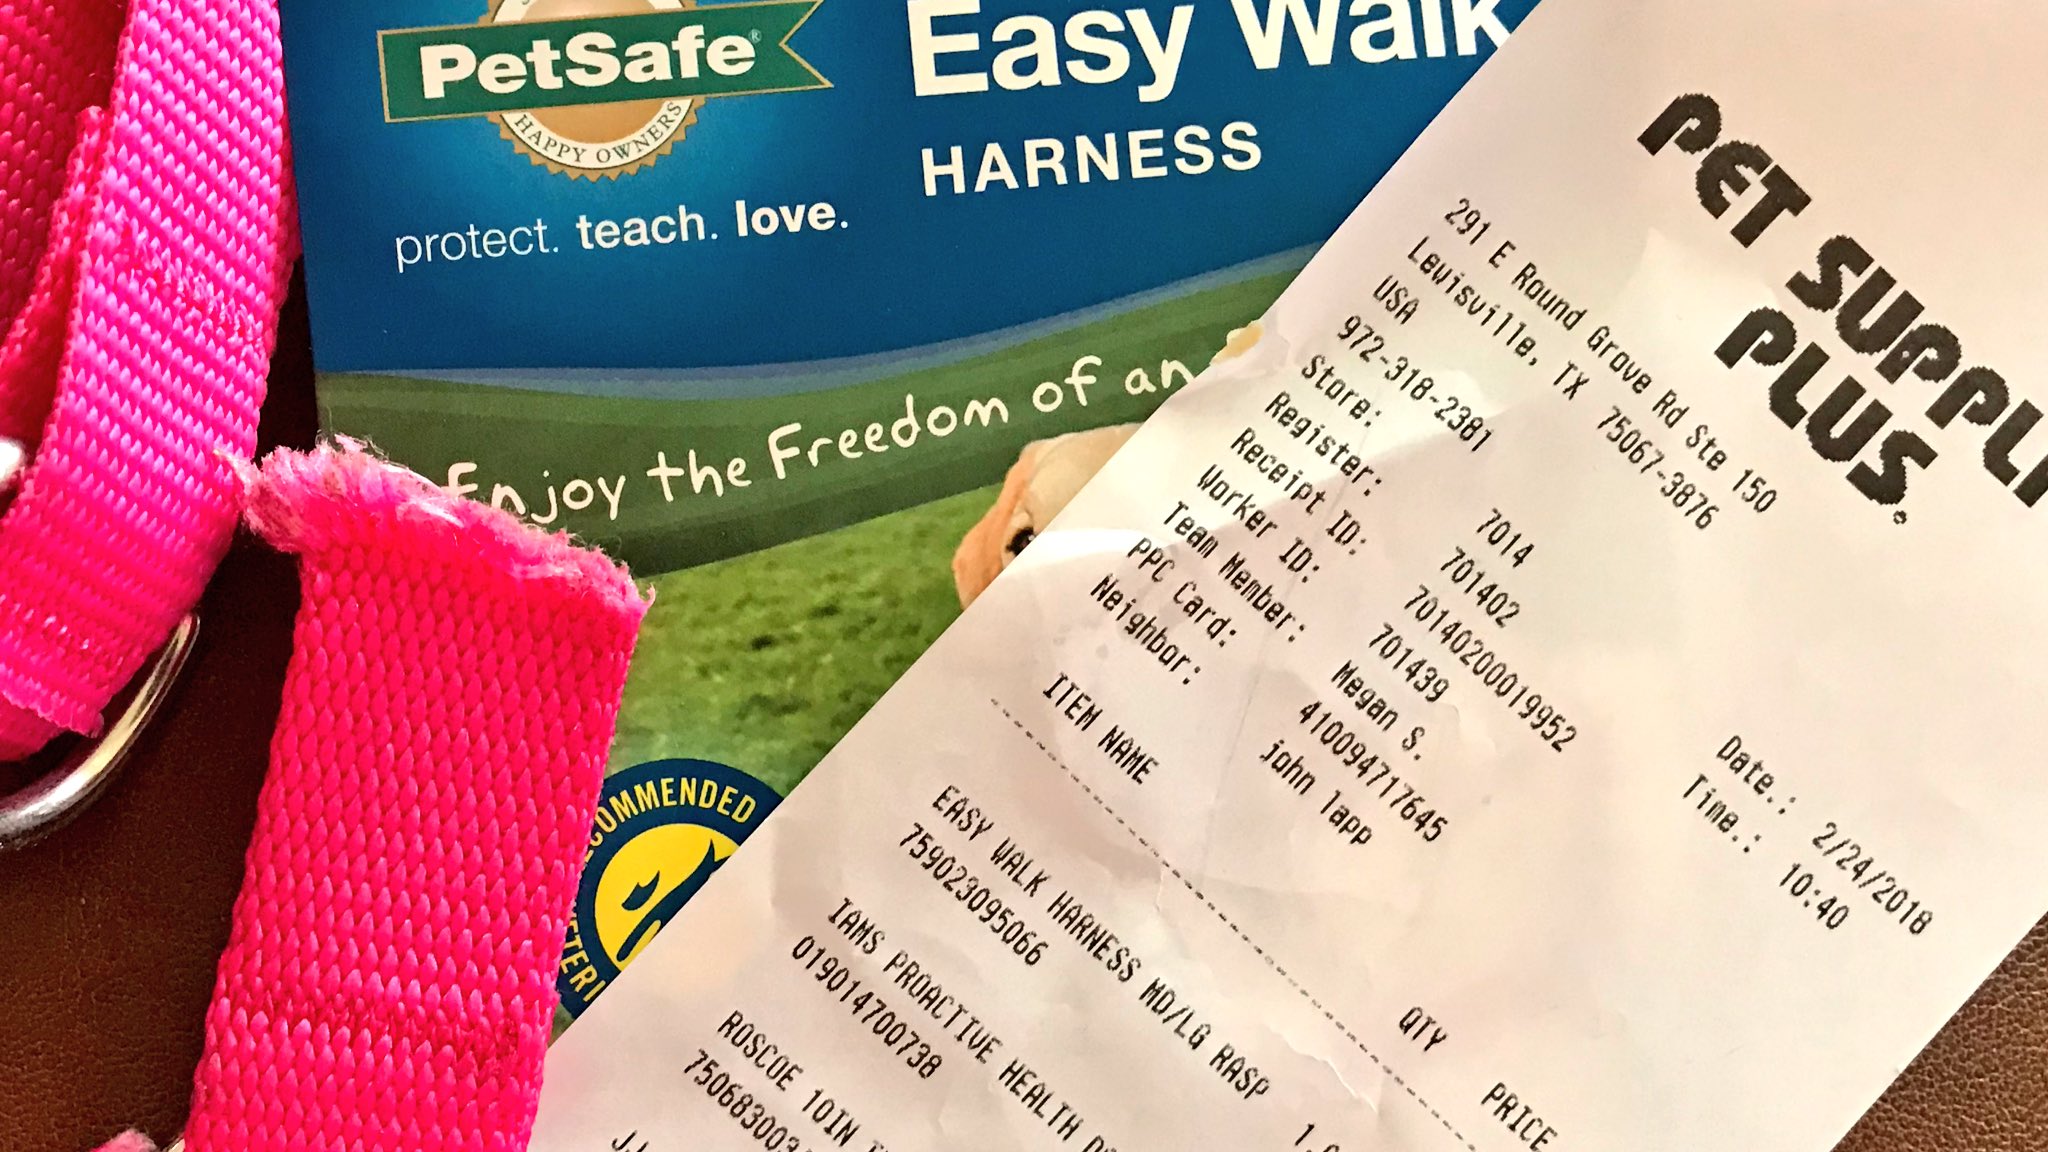 PetSafe®
HAPPY OWNERS
protect. teach. love.
Easy Walk
HARNESS
Enjoy the Freedom of an
COMMENDED
PET
PLUS.
291 E Round Grove Rd Ste 150
Lewisville, TX 75067-3876
USA
972-318-2381
Store: 7014
Register: 701402
Receipt ID: 70140200019952
Worker ID: 701439
Team Member: Megan S.
PPC Card: 410094717645
Neighbor: john lapp
Date.: 2/24/2018
Time.: 10:40
ITEM NAME QTY PRICE
EASY WALK HARNESS MD/LG RASP
759023095066
IAMS PROACTIVE HEALTH
019014700738
ROSCOE 10IN